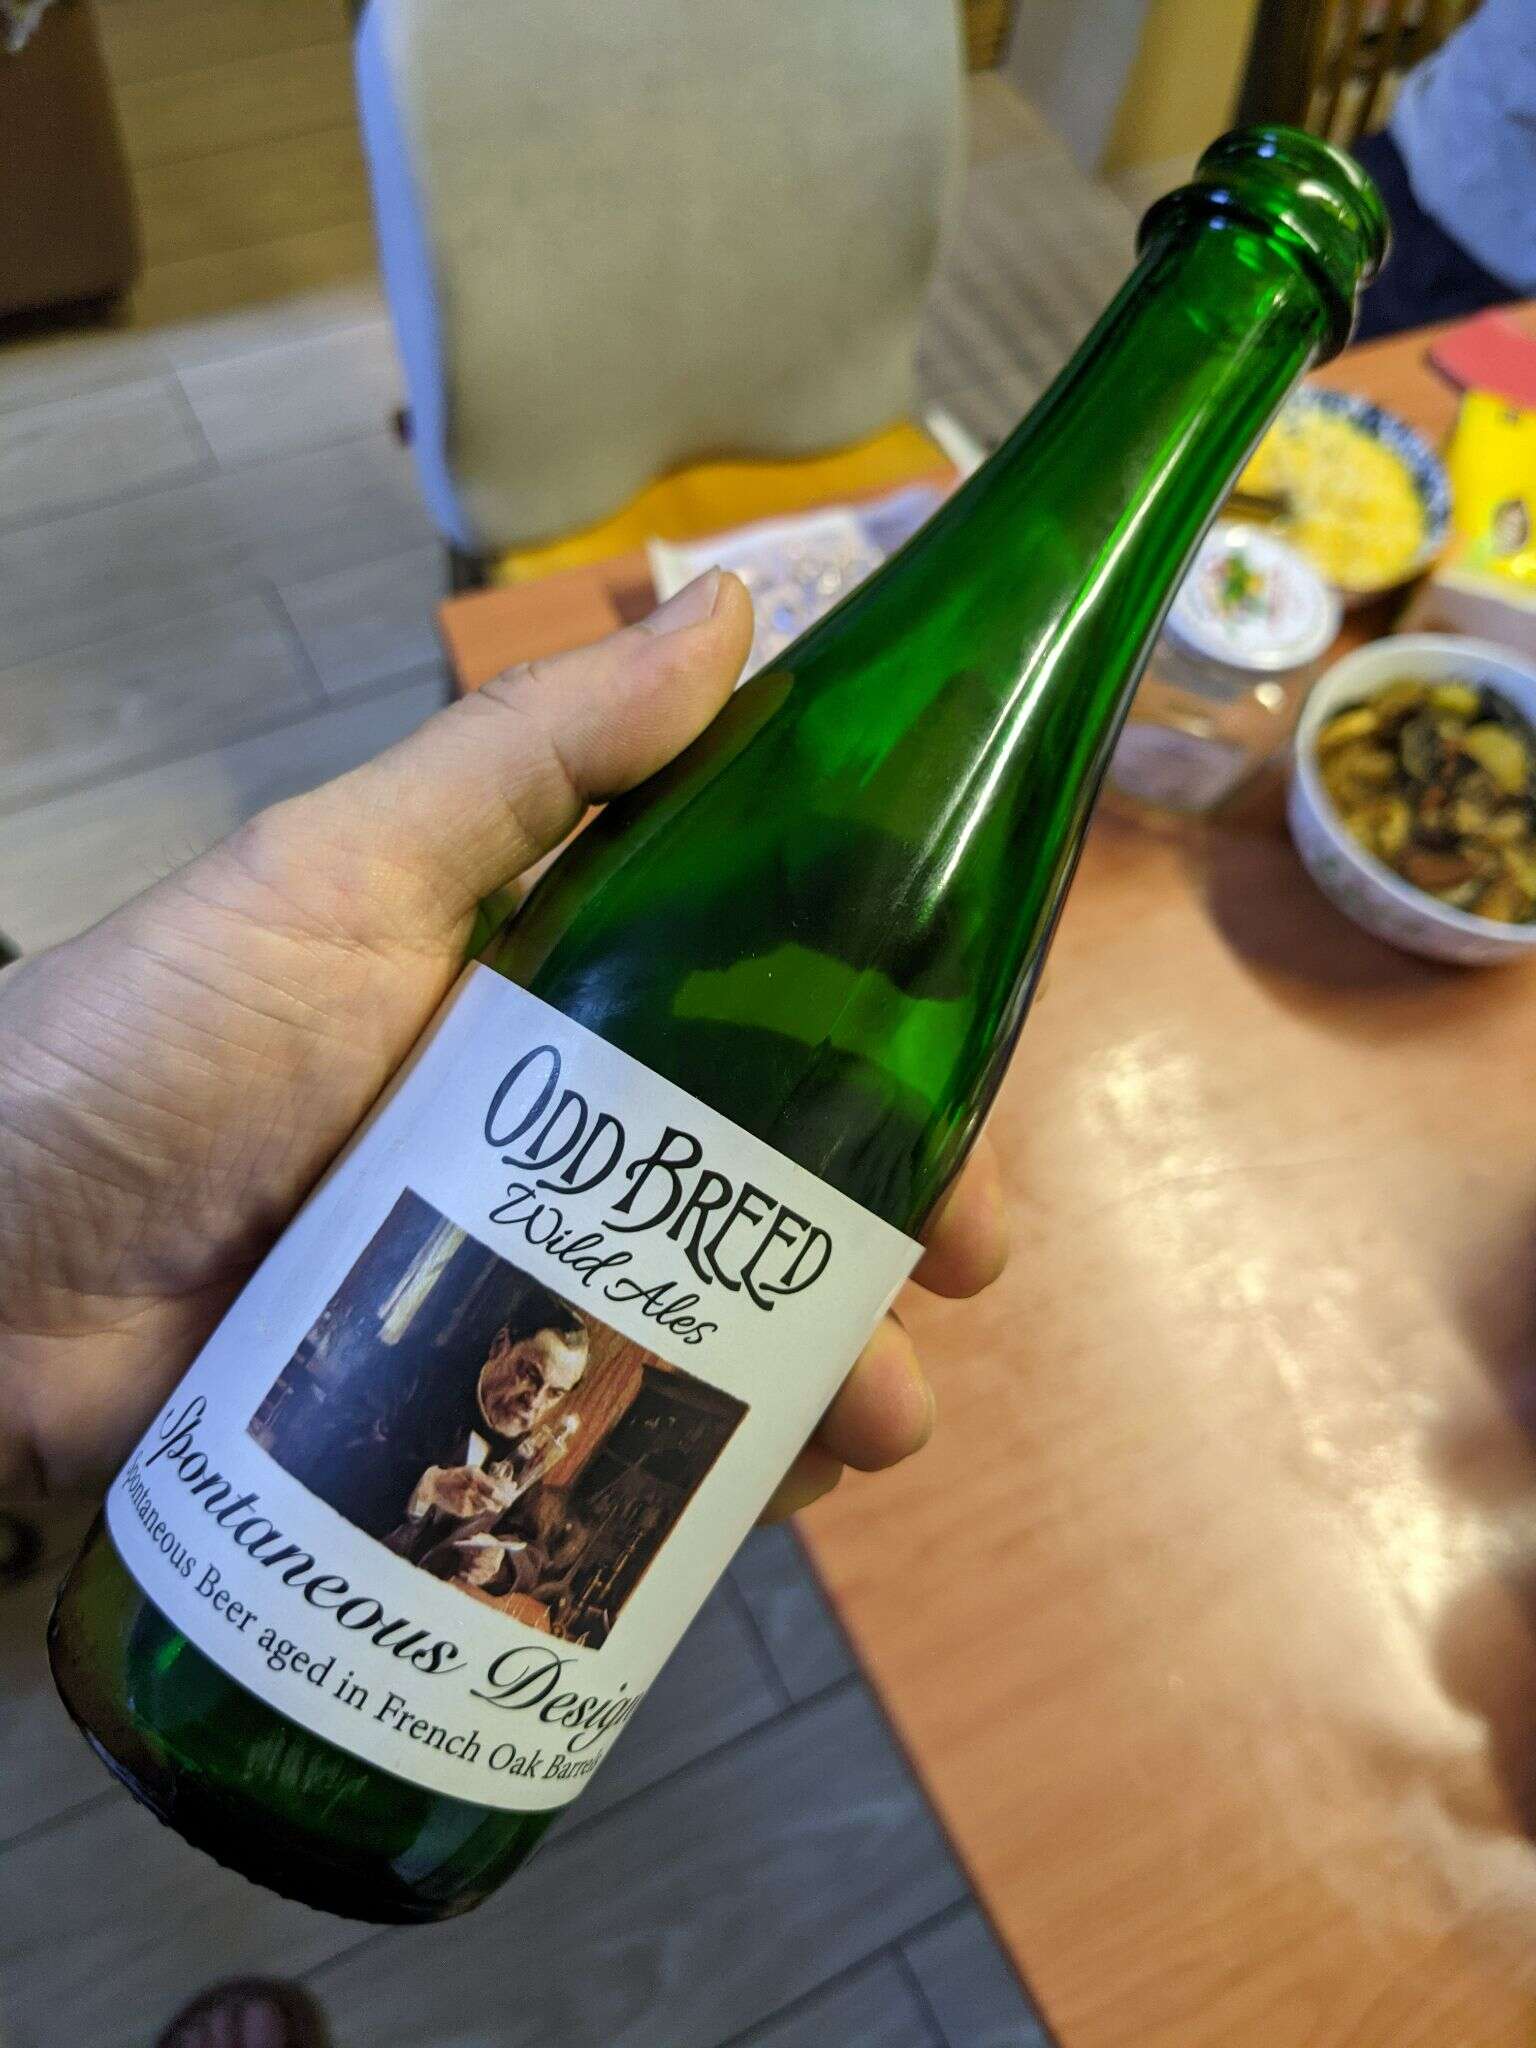 ODD BREED
Wild Ales
Spontaneous Design
Spontaneous Beer aged in French Oak Barrels